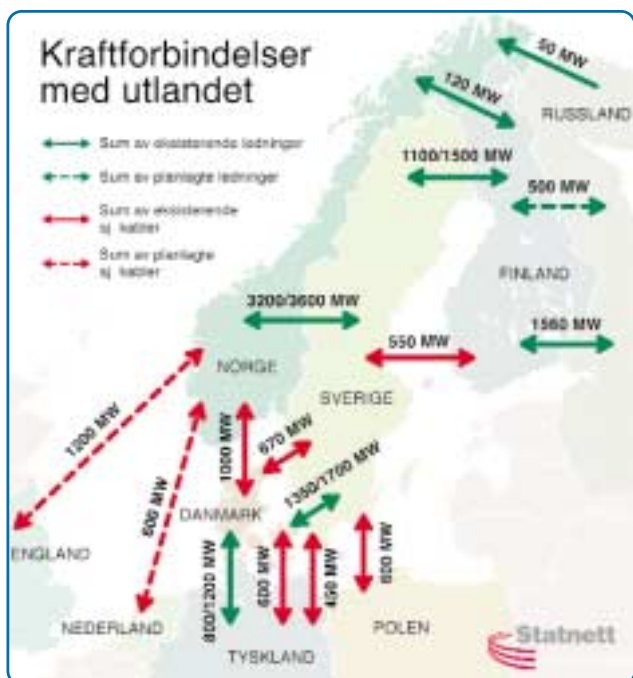 Kraftforbindelser
med utlandet
Sum av eksisterende ledninger
Sum av planlagte ledninger
Sum av eksisterende
sj kabler
Sum av planlagte
sj kabler
50 MW
120 MW
RUSSLAND
1100/1500 MW
500 MW
FINLAND
3200/3600 MW
1560 MW
550 MW
NORGE
SVERIGE
1200 MW
600 MW
1000 MW
670 MW
1350/1700 MW
DANMARK
ENGLAND
800/1200 MW
600 MW
450 MW
600 MW
NEDERLAND
POLEN
TYSKLAND
Statnett